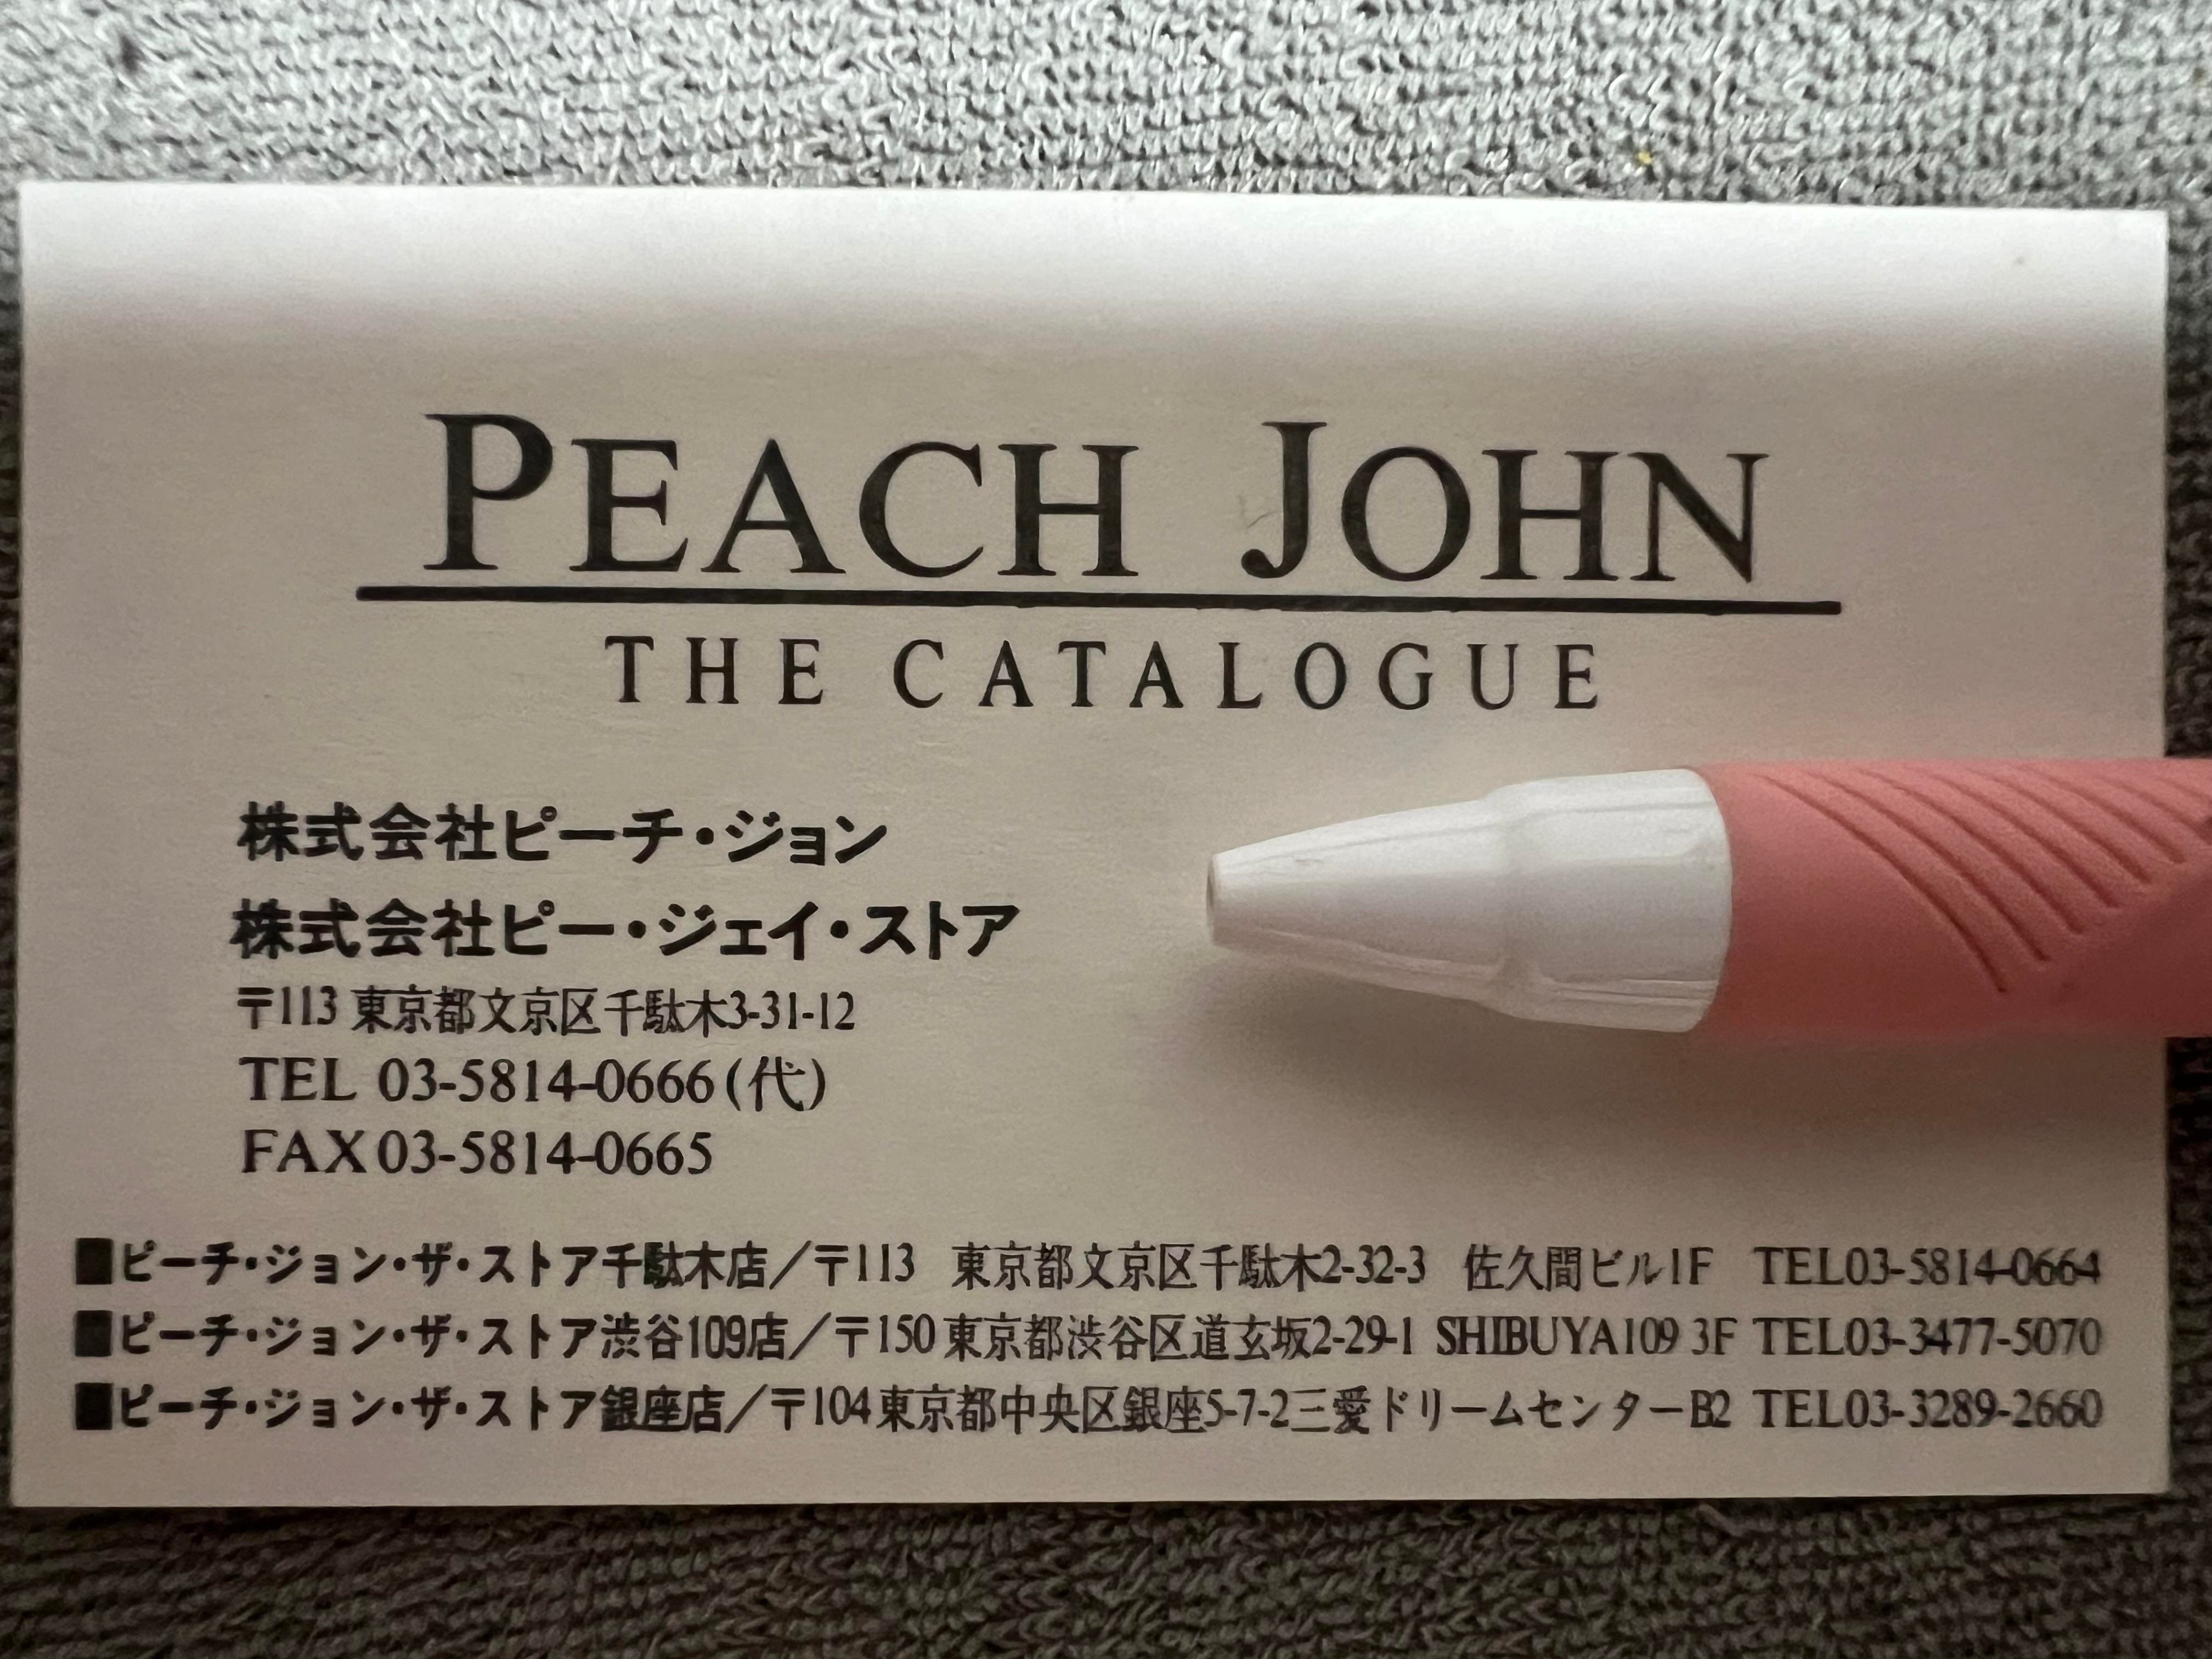 PEACH JOHN
THE CATALOGUE
株式会社ピーチ・ジョン
株式会社ピー・ジェイ・ストア
〒113 東京都文京区千駄木3-31-12
TEL 03-5814-0666(代)
FAX 03-5814-0665
■ピーチ・ジョン・ザ・ストア千駄木店／〒113 東京都文京区千駄木2-32-3 佐久間ビル1F TEL03-5814-0664
■ピーチ・ジョン・ザ・ストア渋谷109店／〒150 東京都渋谷区道玄坂2-29-1 SHIBUYA109 3F TEL03-3477-5070
■ピーチ・ジョン・ザ・ストア銀座店／〒104 東京都中央区銀座5-7-2三愛ドリームセンターB2 TEL03-3289-2660